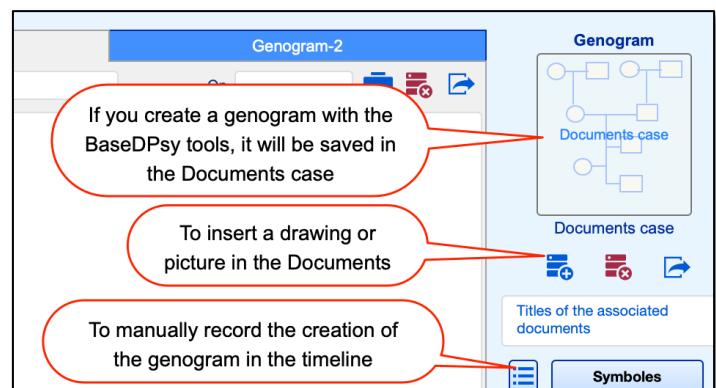 Genogram-2
Genogram
On
If you create a genogram with the
BaseDPsy tools, it will be saved in
the Documents case
Documents case
Documents case
To insert a drawing or
picture in the Documents
Titles of the associated
documents
To manually record the creation of
the genogram in the timeline
Symboles